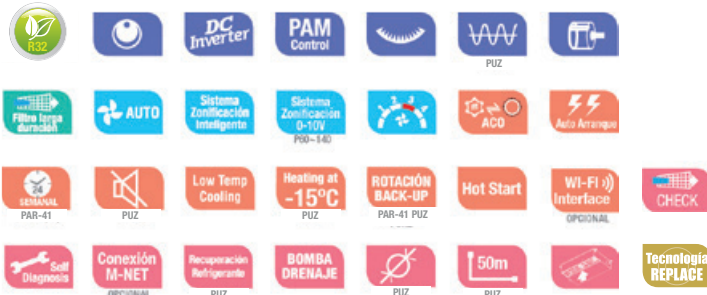 R32
DC
Inverter
PAM
Control
PUZ
Filtro larga
duración
AUTO
Sistema
Zonificación
Inteligente
Sistema
Zonificación
0-10V
P60~140
ACO
Auto Arranque
24
SEMANAL
PAR-41
PUZ
Low Temp
Cooling
Heating at
-15ºC
PUZ
ROTACIÓN
BACK-UP
PAR-41 PUZ
Hot Start
WI-FI
Interface
OPCIONAL
CHECK
Self
Diagnosis
Conexión
M-NET
OPCIONAL
Recuperación
Refrigerante
PUZ
BOMBA
DRENAJE
PUZ
50m
PUZ
Tecnología
REPLACE